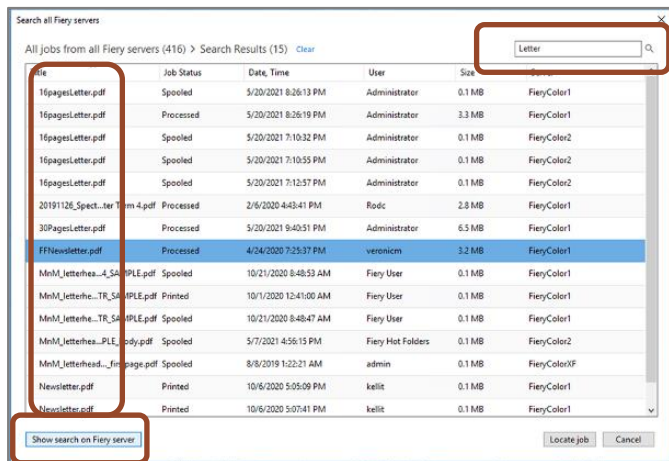 Search all Fiery servers
All jobs from all Fiery servers (416) > Search Results (15) Clear Letter
Job Status Date, Time User Size
16pagesLetter.pdf Spooled 5/20/2021 8:26:13 PM Administrator 0.1 MB FieryColor1
16pagesLetter.pdf Processed 5/20/2021 8:26:19 PM Administrator 3.3 MB FieryColor1
16pagesLetter.pdf Spooled 5/20/2021 7:10:32 PM Administrator 0.1 MB FieryColor2
16pagesLetter.pdf Spooled 5/20/2021 7:10:55 PM Administrator 0.1 MB FieryColor2
16pagesLetter.pdf Spooled 5/20/2021 7:12:57 PM Administrator 0.1 MB FieryColor2
20191126_Spect...ter 4.pdf Processed 2/6/2020 4:43:41 PM Rodc 2.8 MB FieryColor1
30PagesLetter.pdf Processed 5/20/2021 9:40:51 PM Administrator 6.5 MB FieryColor1
FFNewsletter.pdf Processed 4/24/2020 7:25:37 PM veronicm 3.2 MB FieryColor1
MnM_letterhea...4_SAMPLE.pdf Spooled 10/21/2020 8:48:53 AM Fiery User 0.1 MB FieryColor1
MnM_letterhe...TR_SAMPLE.pdf Printed 10/1/2020 12:41:00 AM Fiery User 0.1 MB FieryColor1
MnM_letterhe...TR_SAMPLE.pdf Spooled 10/21/2020 8:48:47 AM Fiery User 0.1 MB FieryColor1
MnM_letterhea...PLE_body.pdf Spooled 5/7/2021 4:56:15 PM Fiery Hot Folders 0.1 MB FieryColor2
MnM_letterhead..._firstpage.pdf Spooled 8/8/2019 1:22:21 AM admin 0.1 MB FieryColorXF
Newsletter.pdf Printed 10/6/2020 5:05:09 PM kellit 0.1 MB FieryColor1
Newsletter.pdf Printed 10/6/2020 5:07:41 PM kellit 0.1 MB FieryColor1
Show search on Fiery server Locate job Cancel